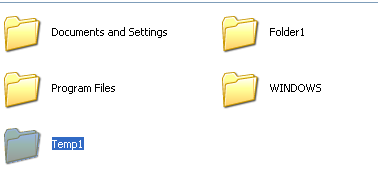 Documents and Settings
Folder1
Program Files
WINDOWS
Temp1